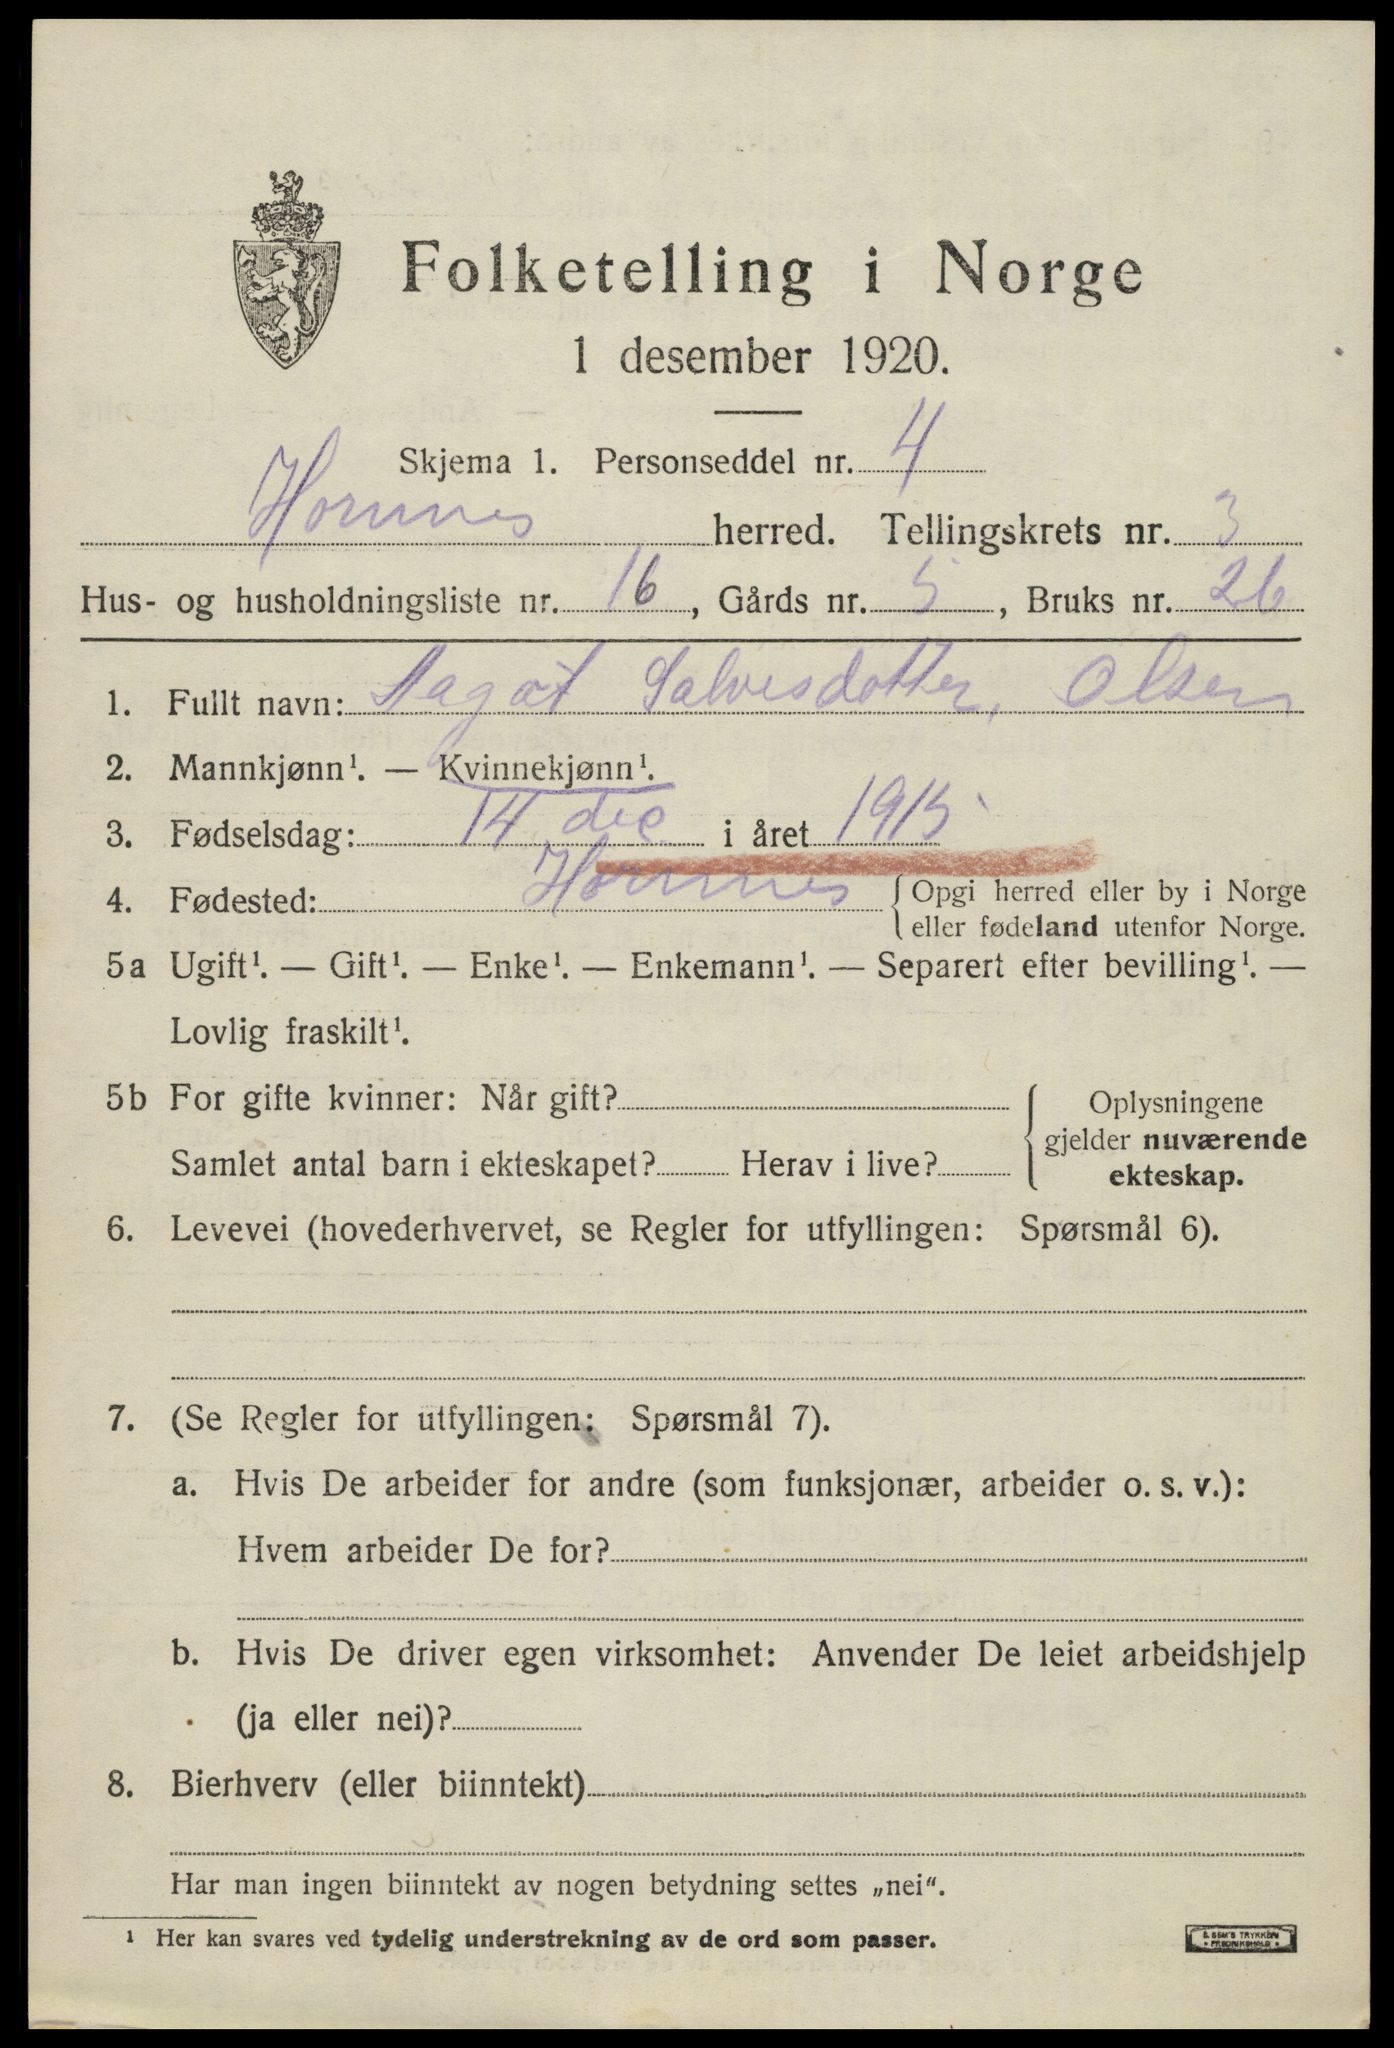 Folketelling i Norge
1 desember 1920.
Skjema 1. Personseddel nr. 4
Hornnes herred. Tellingskrets nr. 3
Hus- og husholdningsliste nr. 16, Gårds nr. 5, Bruks nr. 26
1. Fullt navn: Dagot Salvesdotter, Olsen
2. Mannkjønn¹. — Kvinnekjønn¹.
3. Fødselsdag: 14 dec i året 1915
4. Fødested: Hornnes { Opgi herred eller by i Norge
eller fødeland utenfor Norge.
5a Ugift¹. — Gift¹. — Enke¹. — Enkemann¹. — Separert efter bevilling¹. —
Lovlig fraskilt¹.
5b For gifte kvinner: Når gift?
Samlet antal barn i ekteskapet? Herav i live?
Oplysningene
gjelder nuværende
ekteskap.
6. Levevei (hovederhvervet, se Regler for utfyllingen: Spørsmål 6).
7. (Se Regler for utfyllingen: Spørsmål 7).
a. Hvis De arbeider for andre (som funksjonær, arbeider o. s. v.):
Hvem arbeider De for?
b. Hvis De driver egen virksomhet: Anvender De leiet arbeidshjelp
(ja eller nei)?
8. Bierhverv (eller biinntekt)
Har man ingen biinntekt av nogen betydning settes „nei".
¹ Her kan svares ved tydelig understrekning av de ord som passer.
E. SEM'S TRYKKERI
FREDRIKSHALD